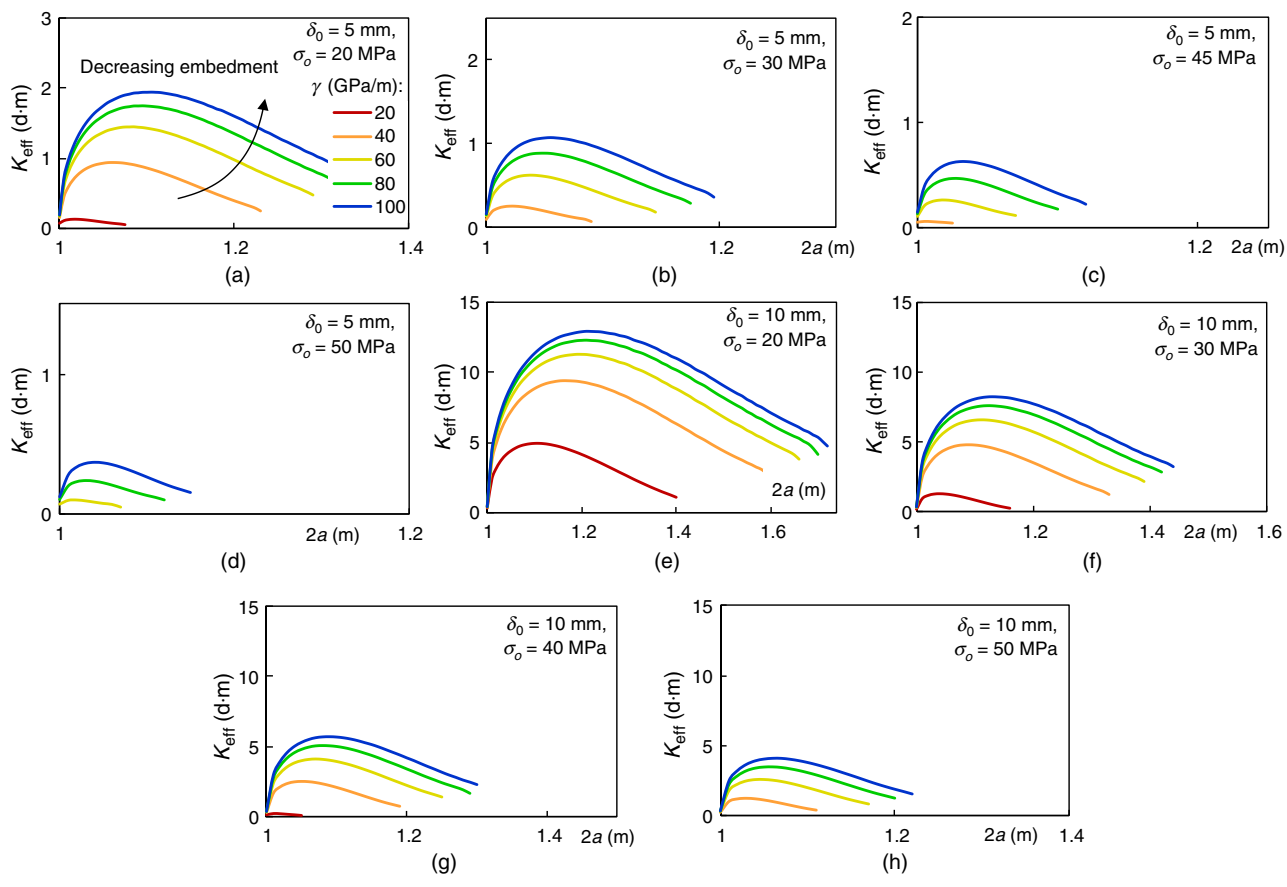 3
2
1
0
K_eff (d·m)
δ₀ = 5 mm,
σₒ = 20 MPa
Decreasing embedment
γ (GPa/m):
20
40
60
80
100
1
1.2
1.4
(a)
2
1
0
K_eff (d·m)
δ₀ = 5 mm,
σₒ = 30 MPa
1
1.2
2a (m)
(b)
2
1
0
K_eff (d·m)
δ₀ = 5 mm,
σₒ = 45 MPa
1
1.2
2a (m)
(c)
1
0
K_eff (d·m)
δ₀ = 5 mm,
σₒ = 50 MPa
1
2a (m)
1.2
(d)
15
10
5
0
K_eff (d·m)
δ₀ = 10 mm,
σₒ = 20 MPa
2a (m)
1
1.2
1.4
1.6
(e)
15
10
5
0
K_eff (d·m)
δ₀ = 10 mm,
σₒ = 30 MPa
1
1.2
1.4
2a (m)
1.6
(f)
15
10
5
0
K_eff (d·m)
δ₀ = 10 mm,
σₒ = 40 MPa
1
1.2
1.4
2a (m)
(g)
15
10
5
0
K_eff (d·m)
δ₀ = 10 mm,
σₒ = 50 MPa
1
1.2
2a (m)
1.4
(h)